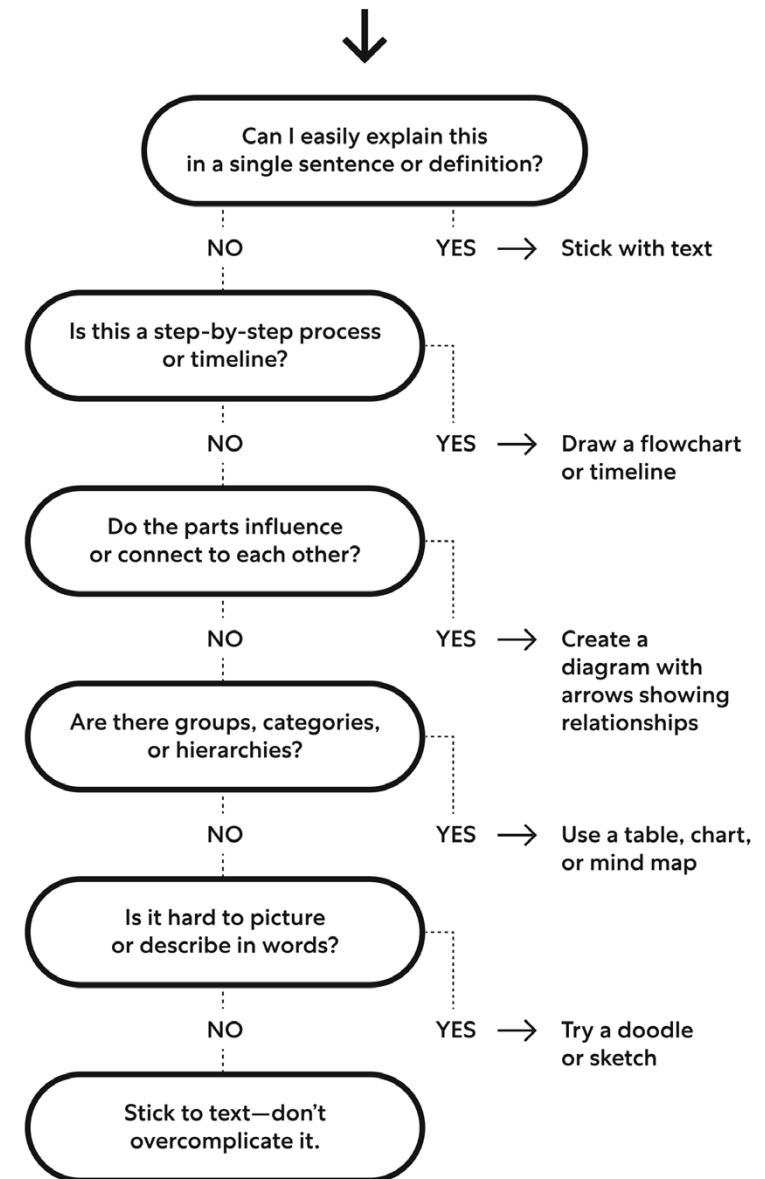 Can I easily explain this
in a single sentence or definition?
NO
YES → Stick with text
Is this a step-by-step process
or timeline?
NO
YES → Draw a flowchart
or timeline
Do the parts influence
or connect to each other?
NO
YES → Create a
diagram with
arrows showing
relationships
Are there groups, categories,
or hierarchies?
NO
YES → Use a table, chart,
or mind map
Is it hard to picture
or describe in words?
NO
YES → Try a doodle
or sketch
Stick to text—don’t
overcomplicate it.